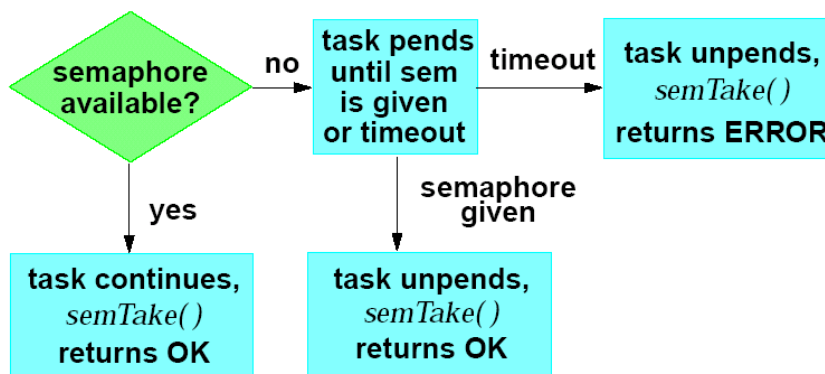 semaphore
available?
no
task pends
until sem
is given
or timeout
timeout
task unpends,
semTake( )
returns ERROR
yes
semaphore
given
task continues,
semTake( )
returns OK
task unpends,
semTake( )
returns OK